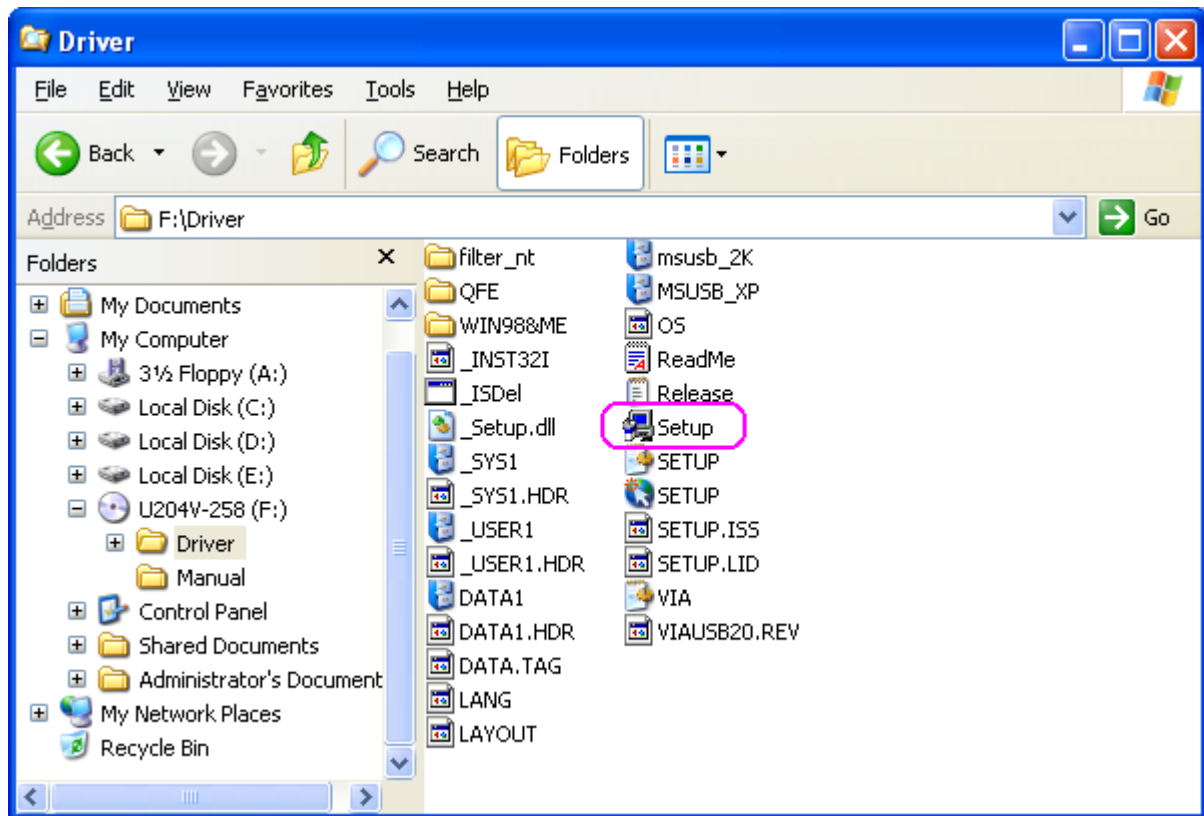 Driver
File Edit View Favorites Tools Help
Back Search Folders
Address F:\Driver Go
Folders
My Documents
My Computer
3½ Floppy (A:)
Local Disk (C:)
Local Disk (D:)
Local Disk (E:)
U204V-258 (F:)
Driver
Manual
Control Panel
Shared Documents
Administrator's Document
My Network Places
Recycle Bin
filter_nt
QFE
WIN98&ME
_INST32I
_ISDel
_Setup.dll
_SYS1
_SYS1.HDR
_USER1
_USER1.HDR
DATA1
DATA1.HDR
DATA.TAG
LANG
LAYOUT
msusb_2K
MSUSB_XP
OS
ReadMe
Release
Setup
SETUP
SETUP
SETUP.ISS
SETUP.LID
VIA
VIAUSB20.REV